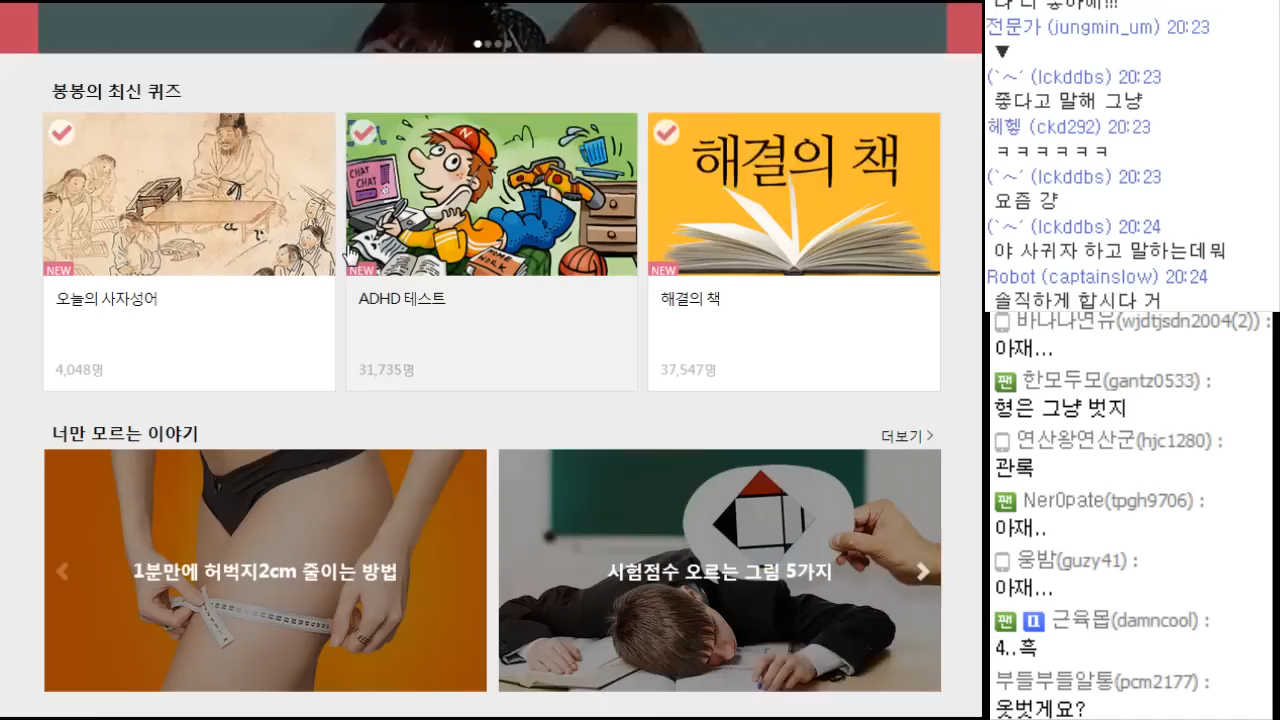 봉봉의 최신 퀴즈
NEW
오늘의 사자성어
4,048명
CHAT CHAT
HOME WORK
NEW
ADHD 테스트
31,735명
해결의 책
NEW
해결의 책
37,547명
너만 모르는 이야기
더보기 >
1분만에 허벅지2cm 줄이는 방법
시험점수 오르는 그림 5가지
전문가 (jungmin_um) 20:23
▼
(`～´ (lckddbs) 20:23
좋다고 말해 그냥
헤헿 (ckd292) 20:23
ㅋㅋㅋㅋㅋㅋ
(`～´ (lckddbs) 20:23
요즘 걍
(`～´ (lckddbs) 20:24
야 사귀자 하고 말하는데 뭐
Robot (captainslow) 20:24
솔직하게 합시다 거
바나나연유(wjdtjsdn2004(2)) :
아재...
팬 한모두모(gantz0533) :
형은 그냥 벗지
연산왕연산군(hjc1280) :
관록
팬 Ner0pate(tpgh9706) :
아재..
웅밤(guzy41) :
아재...
팬 근육몹(damncool) :
4..흑
부들부들알통(pcm2177) :
옷벗게요?